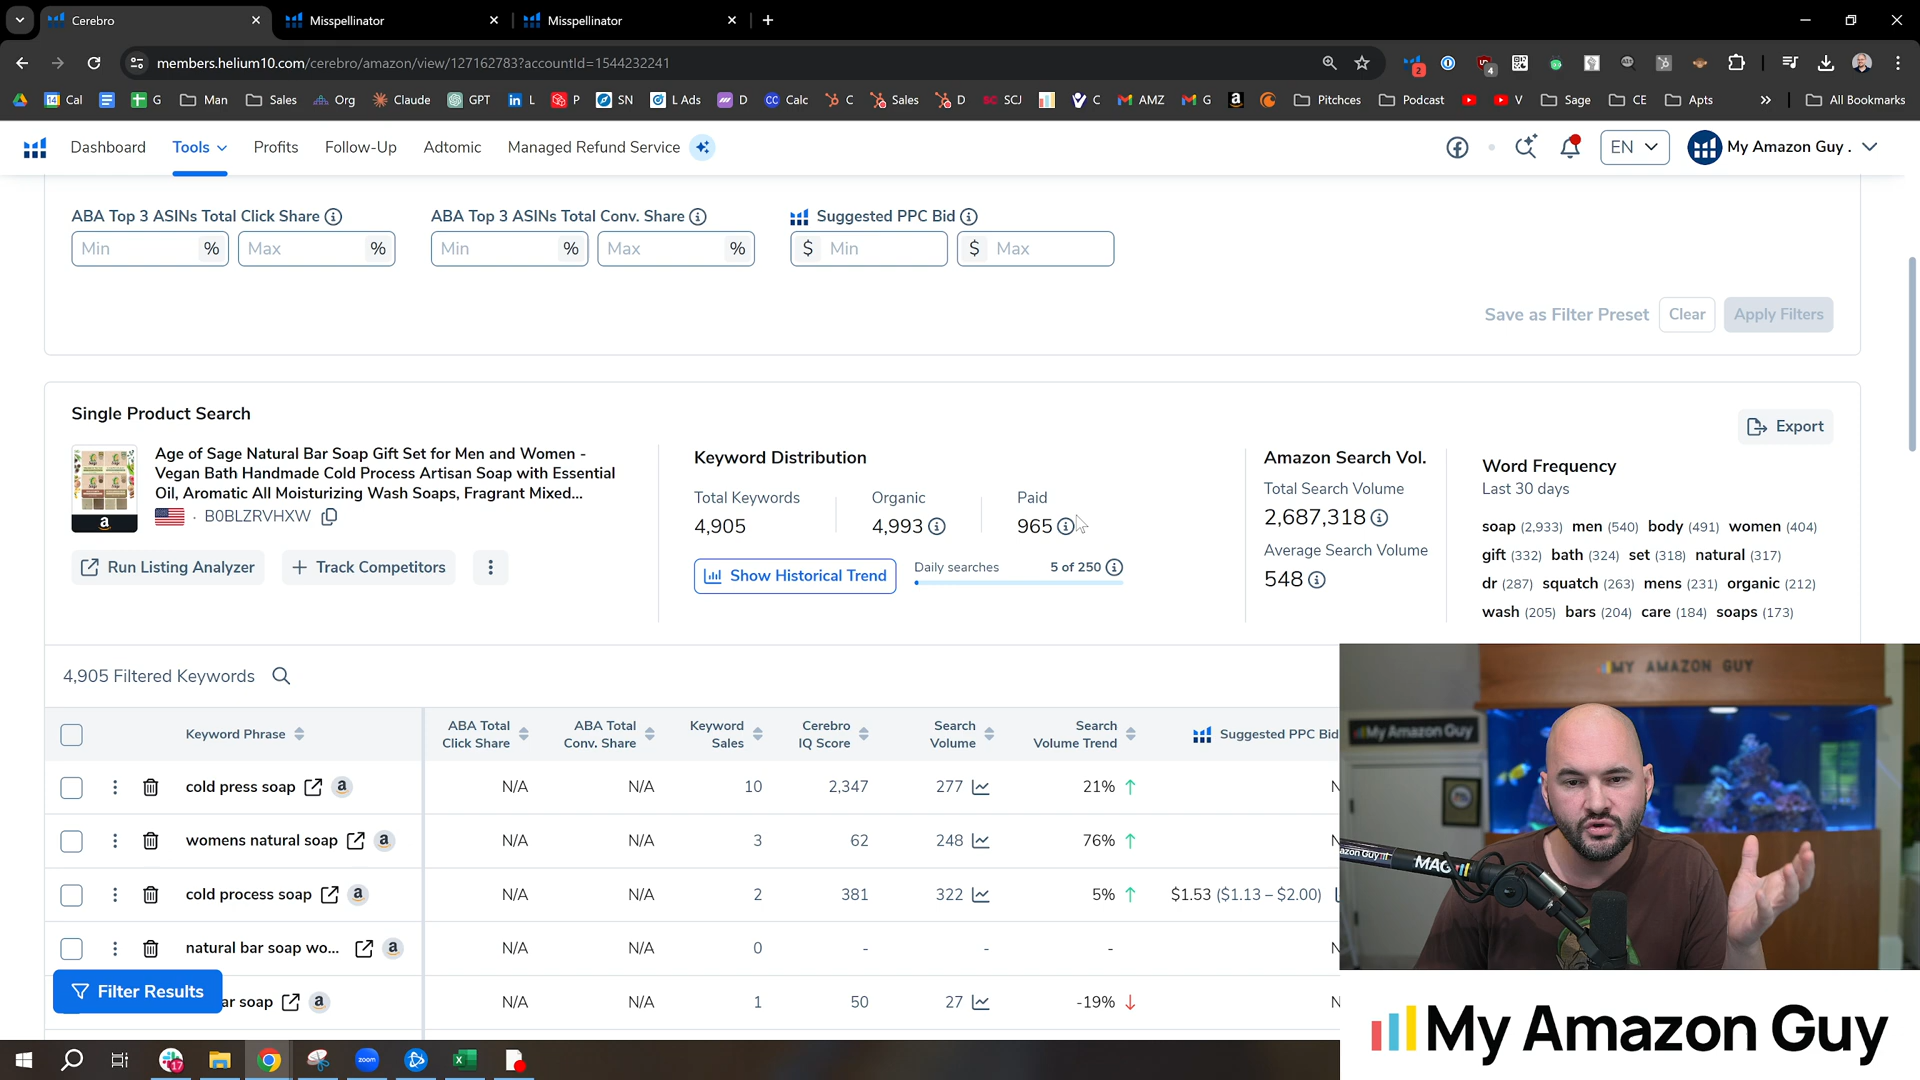 Cerebro
Misspellinator
Misspellinator
members.helium10.com/cerebro/amazon/view/127162783?accountId=1544232241
2
4
Cal
G
Man
Sales
Org
Claude
GPT
L
P
SN
L Ads
D
Calc
C
Sales
D
SCJ
C
AMZ
G
Pitchces
Podcast
V
Sage
CE
Apts
All Bookmarks
Dashboard
Tools
Profits
Follow-Up
Adtomic
Managed Refund Service
EN
My Amazon Guy .
ABA Top 3 ASINs Total Click Share
ABA Top 3 ASINs Total Conv. Share
Suggested PPC Bid
Min % Max %
Min % Max %
$ Min $ Max
Save as Filter Preset
Clear
Apply Filters
Single Product Search
Export
Age of Sage Natural Bar Soap Gift Set for Men and Women -
Vegan Bath Handmade Cold Process Artisan Soap with Essential
Oil, Aromatic All Moisturizing Wash Soaps, Fragrant Mixed...
· B0BLZRVHXW
Run Listing Analyzer
Track Competitors
Keyword Distribution
Total Keywords
4,905
Organic
4,993
Paid
965
Show Historical Trend
Daily searches
5 of 250
Amazon Search Vol.
Total Search Volume
2,687,318
Average Search Volume
548
Word Frequency
Last 30 days
soap (2,933) men (540) body (491) women (404)
gift (332) bath (324) set (318) natural (317)
dr (287) squatch (263) mens (231) organic (212)
wash (205) bars (204) care (184) soaps (173)
4,905 Filtered Keywords
Keyword Phrase
ABA Total
Click Share
ABA Total
Conv. Share
Keyword
Sales
Cerebro
IQ Score
Search
Volume
Search
Volume Trend
Suggested PPC Bid
cold press soap N/A N/A 10 2,347 277 21%
womens natural soap N/A N/A 3 62 248 76%
cold process soap N/A N/A 2 381 322 5% $1.53 ($1.13 – $2.00)
natural bar soap wo... N/A N/A 0 - - -
ar soap N/A N/A 1 50 27 -19%
Filter Results
MY AMAZON GUY
My Amazon Guy
azon Guy
MAG
My Amazon Guy
17
zoom